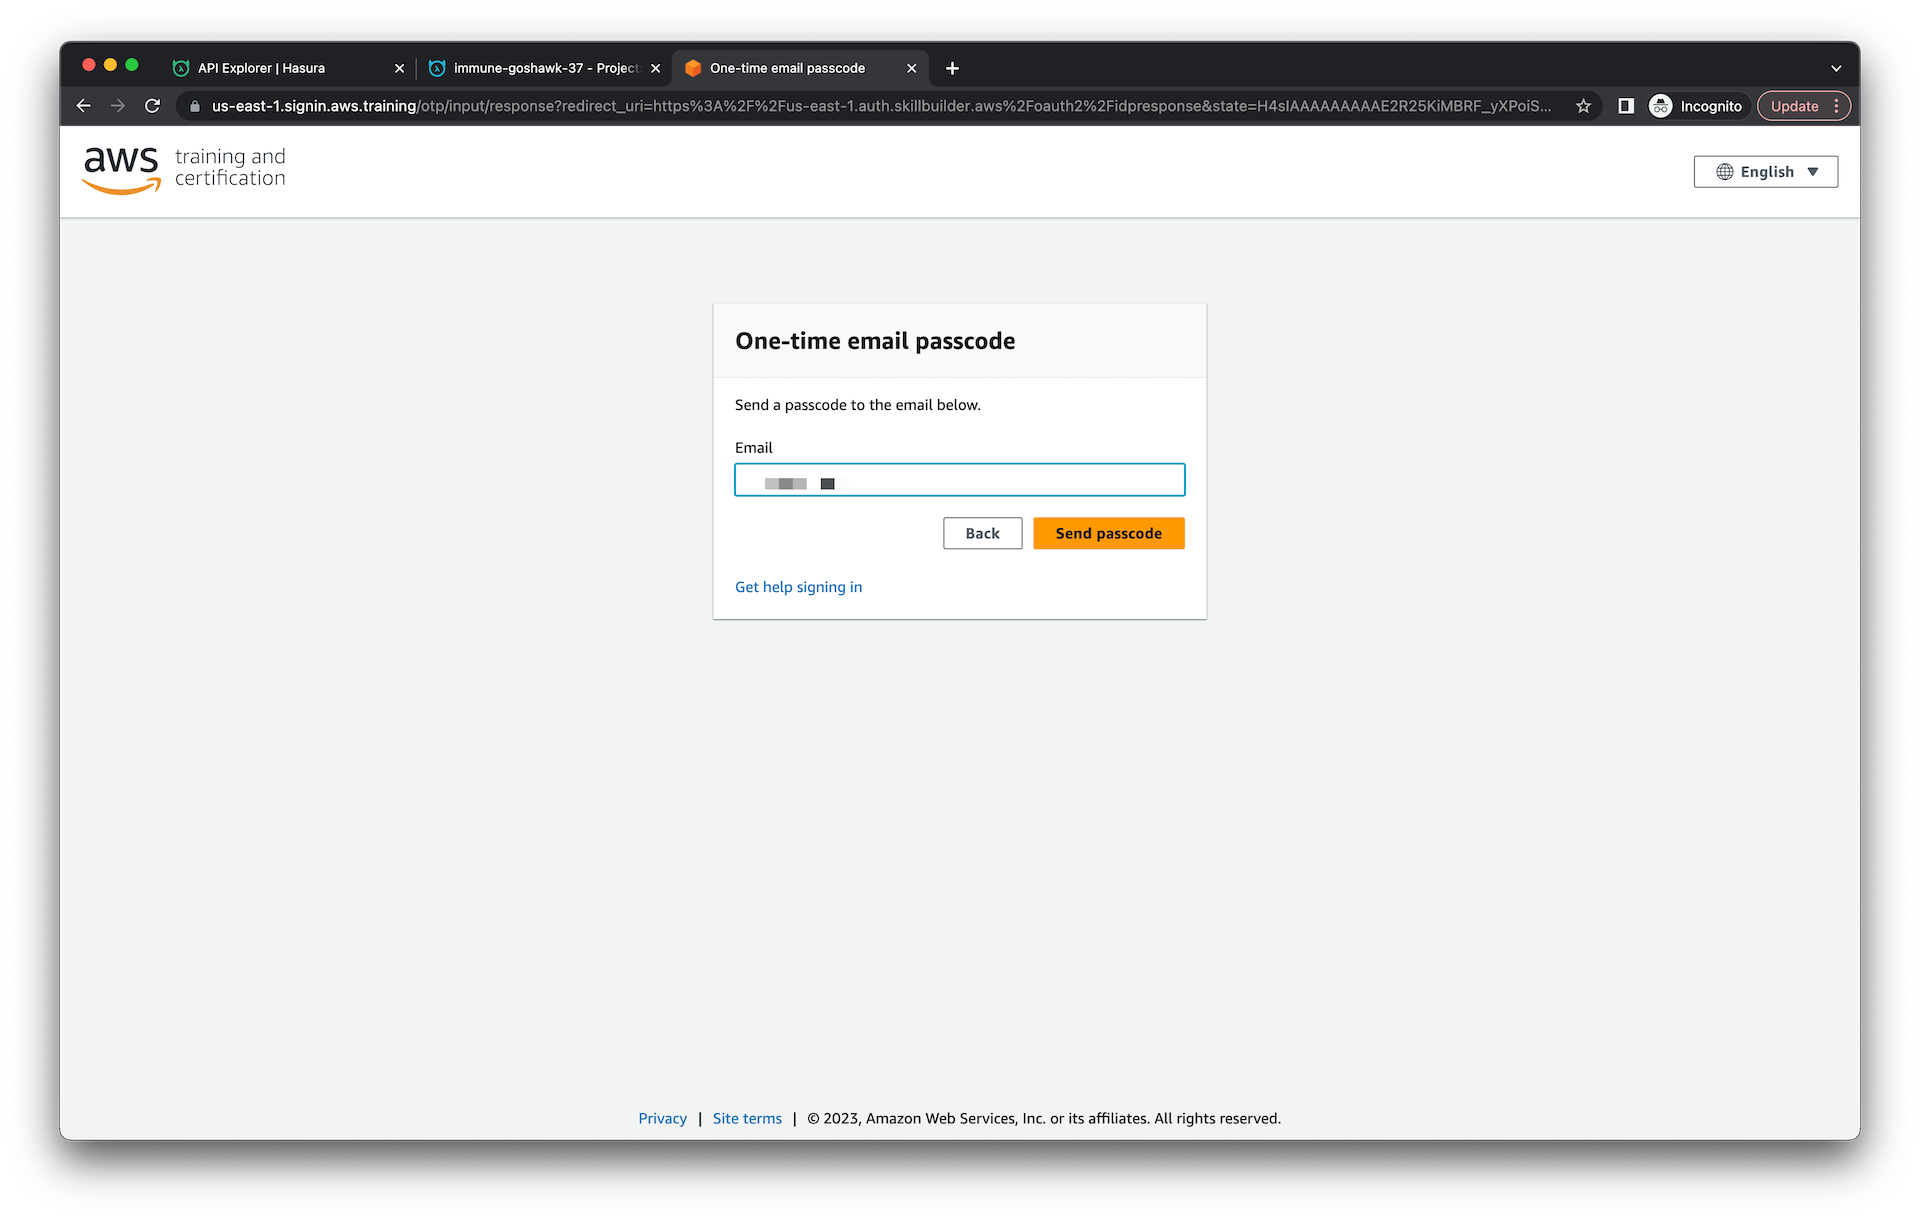 API Explorer | Hasura
immune-goshawk-37 - Project
One-time email passcode
us-east-1.signin.aws.training/otp/input/response?redirect_uri=https%3A%2F%2Fus-east-1.auth.skillbuilder.aws%2Foauth2%2Fidpresponse&state=H4sIAAAAAAAAAE2R25KiMBRF_yXPoiS...
Incognito
Update
aws training and certification
English
One-time email passcode
Send a passcode to the email below.
Email
Back
Send passcode
Get help signing in
Privacy | Site terms | © 2023, Amazon Web Services, Inc. or its affiliates. All rights reserved.